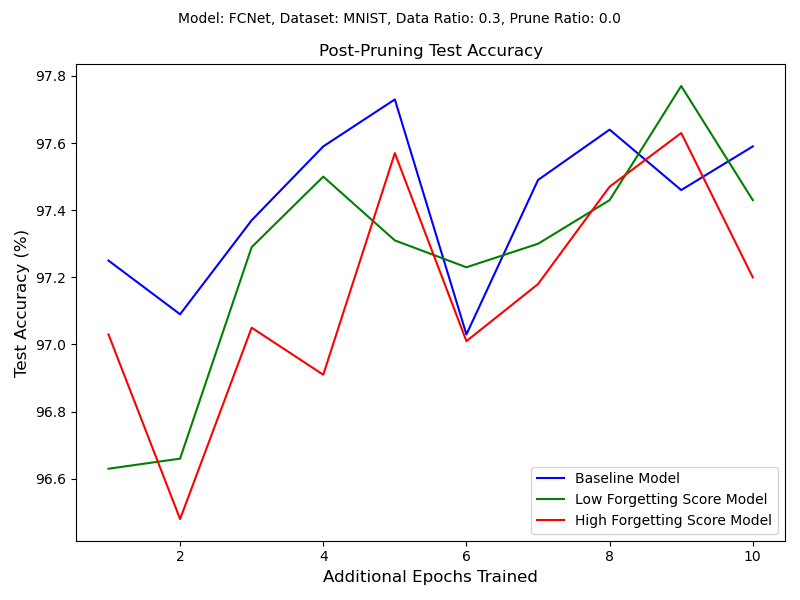 Model: FCNet, Dataset: MNIST, Data Ratio: 0.3, Prune Ratio: 0.0
Post-Pruning Test Accuracy
97.8
97.6
97.4
97.2
97.0
96.8
96.6
Test Accuracy (%)
Baseline Model
Low Forgetting Score Model
High Forgetting Score Model
2 4 6 8 10
Additional Epochs Trained